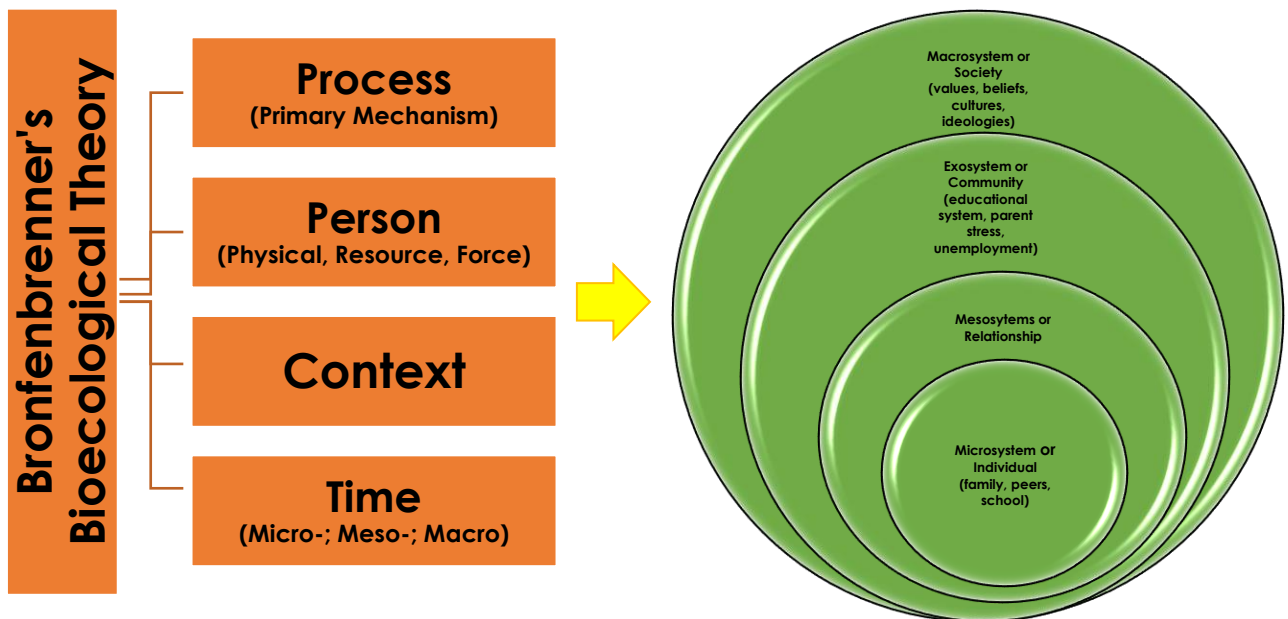 Bronfenbrenner's
Bioecological Theory
Process
(Primary Mechanism)
Person
(Physical, Resource, Force)
Context
Time
(Micro-; Meso-; Macro)
Macrosystem or
Society
(values, beliefs,
cultures,
ideologies)
Exosystem or
Community
(educational
system, parent
stress,
unemployment)
Mesosytems or
Relationship
Microsystem or
Individual
(family, peers,
school)